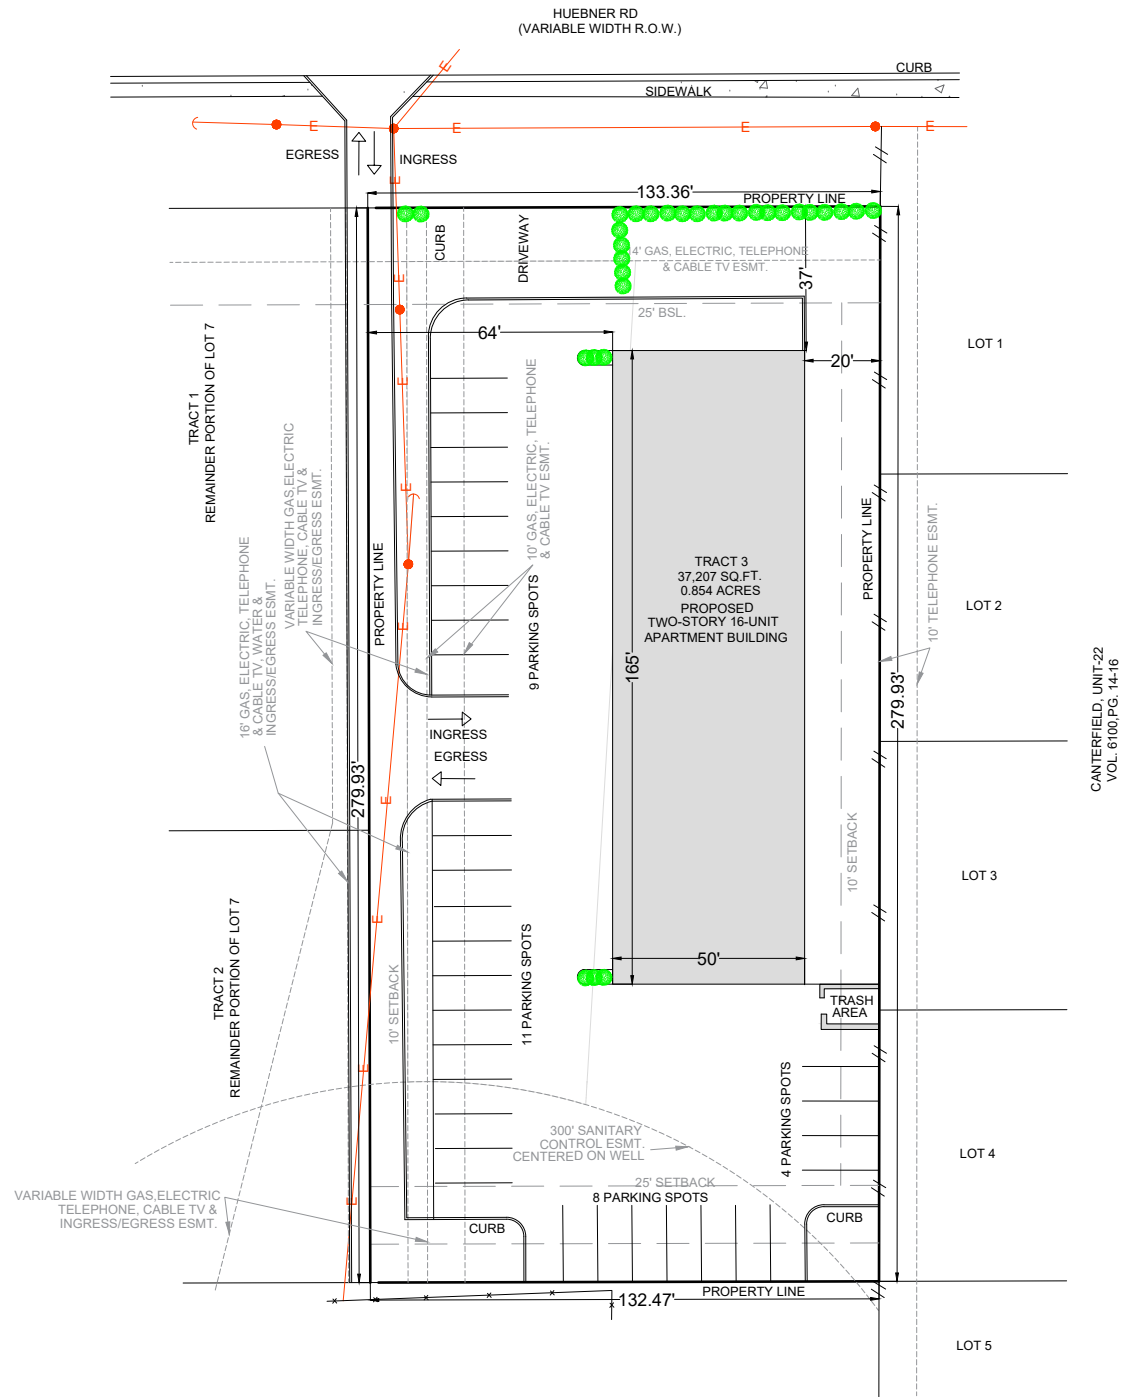 HUEBNER RD
(VARIABLE WIDTH R.O.W.)
CURB
SIDEWALK
E
E
E
E
E
EGRESS
INGRESS
E
133.36'
PROPERTY LINE
CURB
DRIVEWAY
4' GAS, ELECTRIC, TELEPHONE
& CABLE TV ESMT.
37'
E
25' BSL.
64'
20'
LOT 1
TRACT 1
REMAINDER PORTION OF LOT 7
E
VARIABLE WIDTH GAS,ELECTRIC
TELEPHONE, CABLE TV &
INGRESS/EGRESS ESMT.
10' GAS, ELECTRIC, TELEPHONE
& CABLE TV ESMT.
E
16' GAS, ELECTRIC, TELEPHONE
& CABLE TV, WATER &
INGRESS/EGRESS ESMT.
PROPERTY LINE
9 PARKING SPOTS
TRACT 3
37,207 SQ.FT.
0.854 ACRES
PROPOSED
TWO-STORY 16-UNIT
APARTMENT BUILDING
PROPERTY LINE
10' TELEPHONE ESMT.
LOT 2
E
165'
279.93'
CANTERFIELD, UNIT-22
VOL. 6100,PG. 14-16
INGRESS
EGRESS
279.93'
E
10' SETBACK
LOT 3
E
TRACT 2
REMAINDER PORTION OF LOT 7
10' SETBACK
11 PARKING SPOTS
50'
TRASH
AREA
E
4 PARKING SPOTS
300' SANITARY
CONTROL ESMT.
CENTERED ON WELL
LOT 4
25' SETBACK
8 PARKING SPOTS
VARIABLE WIDTH GAS,ELECTRIC
TELEPHONE, CABLE TV &
INGRESS/EGRESS ESMT.
E
CURB
CURB
132.47'
PROPERTY LINE
LOT 5